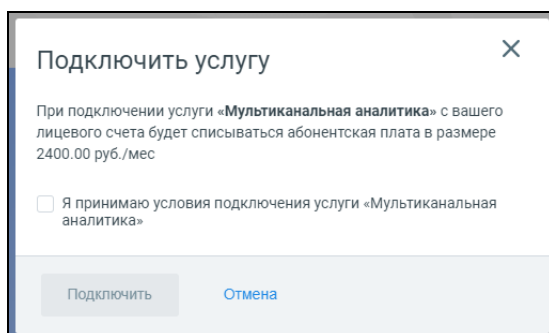 Подключить услугу
При подключении услуги «Мультиканальная аналитика» с вашего
лицевого счета будет списываться абонентская плата в размере
2400.00 руб./мес
Я принимаю условия подключения услуги «Мультиканальная
аналитика»
Подключить
Отмена